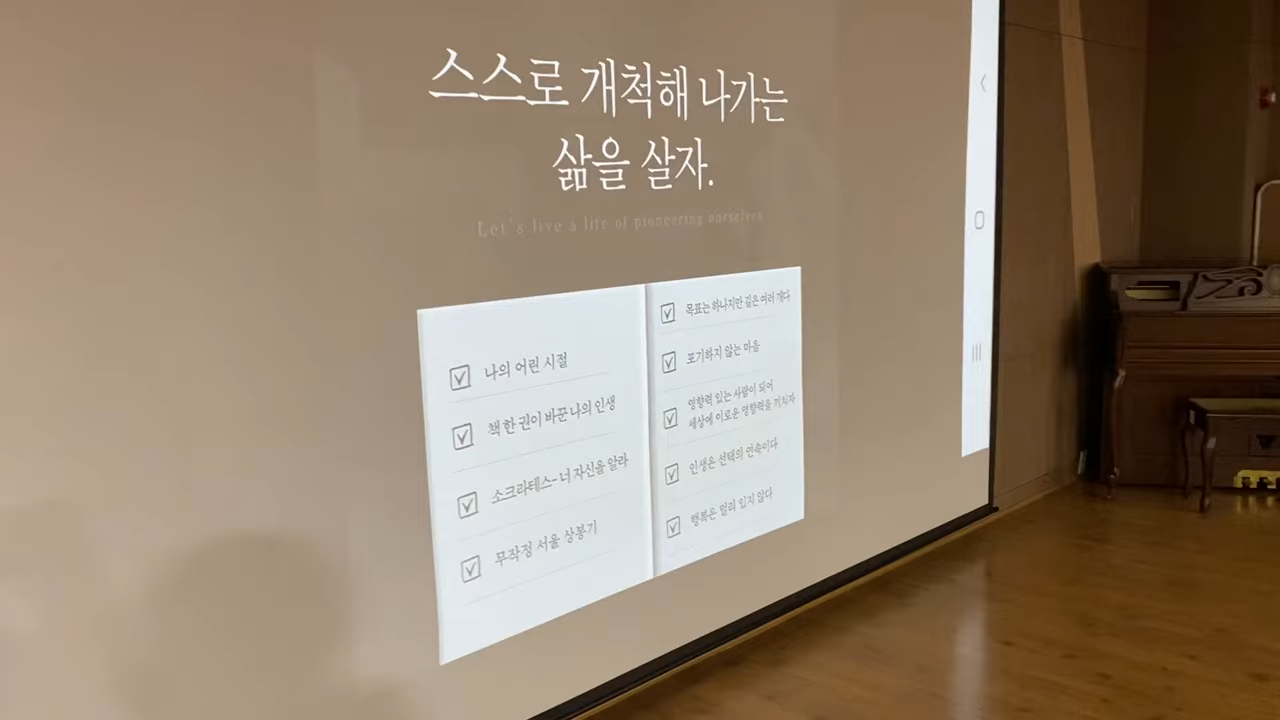 스스로 개척해 나가는
삶을 살자.
Let's live a life of pioneering ourselves
나의 어린 시절
책 한 권이 바꾼 나의 인생
소크라테스- 너 자신을 알라
무작정 서울 상봉기
목표는 하나지만 길은 여러 개다
포기하지 않는 마음
영향력 있는 사람이 되어
세상에 이로운 영향력을 끼치자
인생은 선택의 연속이다
행복은 멀리 있지 않다